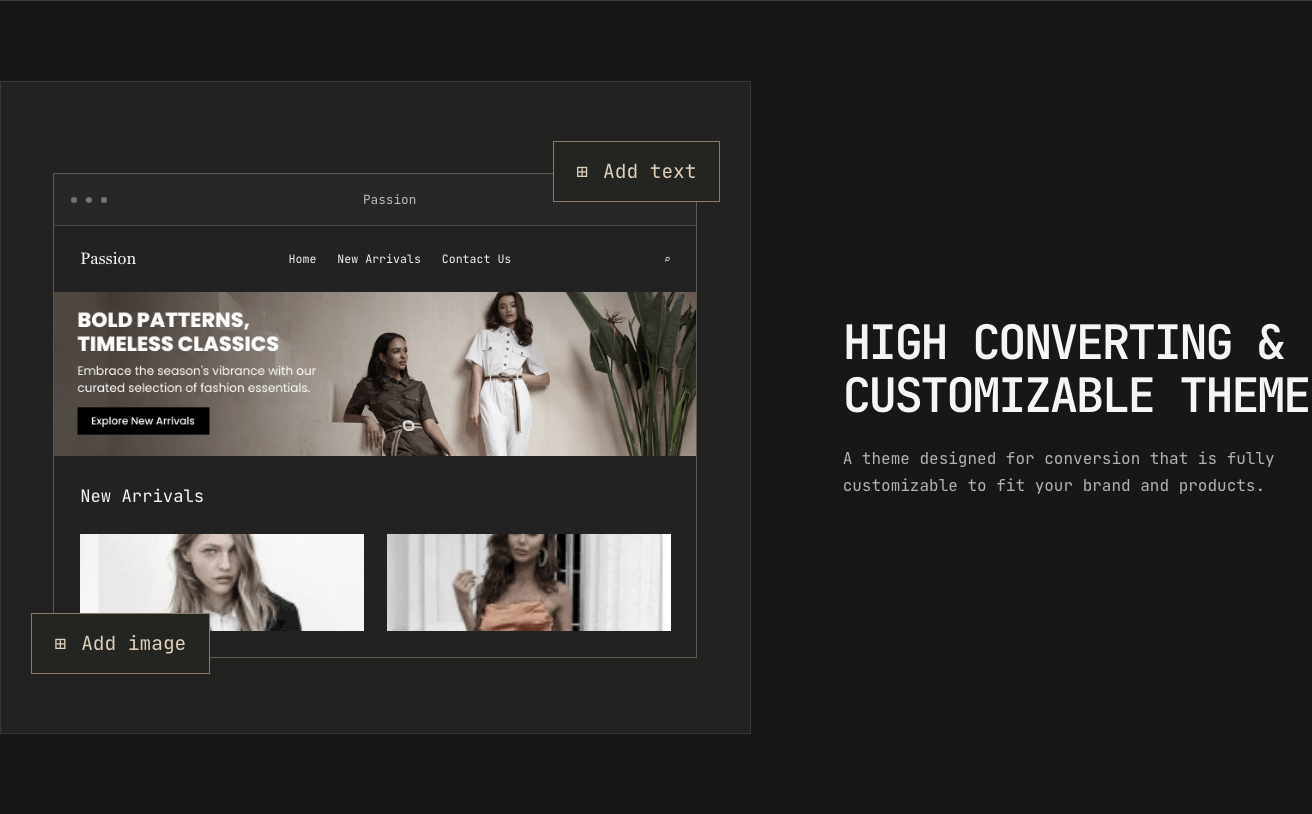 Add text
Passion
Passion
Home New Arrivals Contact Us
BOLD PATTERNS,
TIMELESS CLASSICS
Embrace the season's vibrance with our
curated selection of fashion essentials.
Explore New Arrivals
New Arrivals
Add image
HIGH CONVERTING &
CUSTOMIZABLE THEME
A theme designed for conversion that is fully
customizable to fit your brand and products.